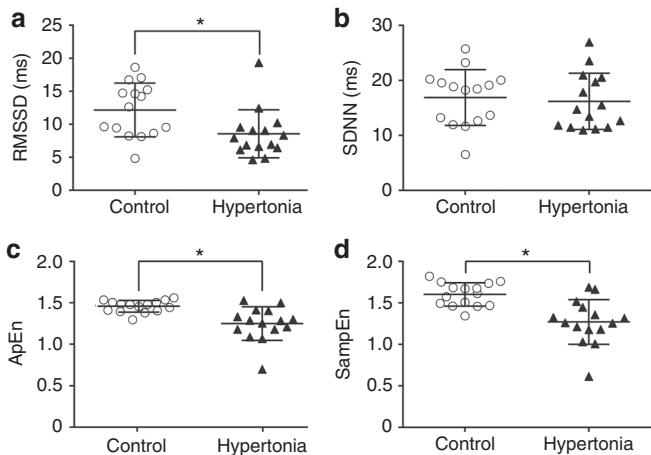 a
*
RMSSD (ms)
25
20
15
10
5
0
Control
Hypertonia
b
SDNN (ms)
30
20
10
0
Control
Hypertonia
c
*
ApEn
2.0
1.5
1.0
0.5
0
Control
Hypertonia
d
*
SampEn
2.0
1.5
1.0
0.5
0
Control
Hypertonia